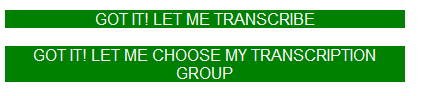 GOT IT! LET ME TRANSCRIBE
GOT IT! LET ME CHOOSE MY TRANSCRIPTION
GROUP